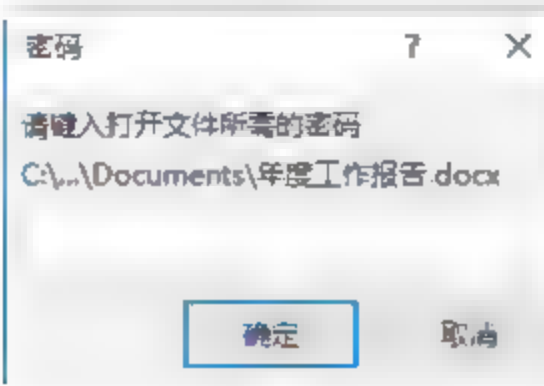 密码 ? ×
请键入打开文件所需的密码
C:\...\Documents\年度工作报告.docx
确定 取消